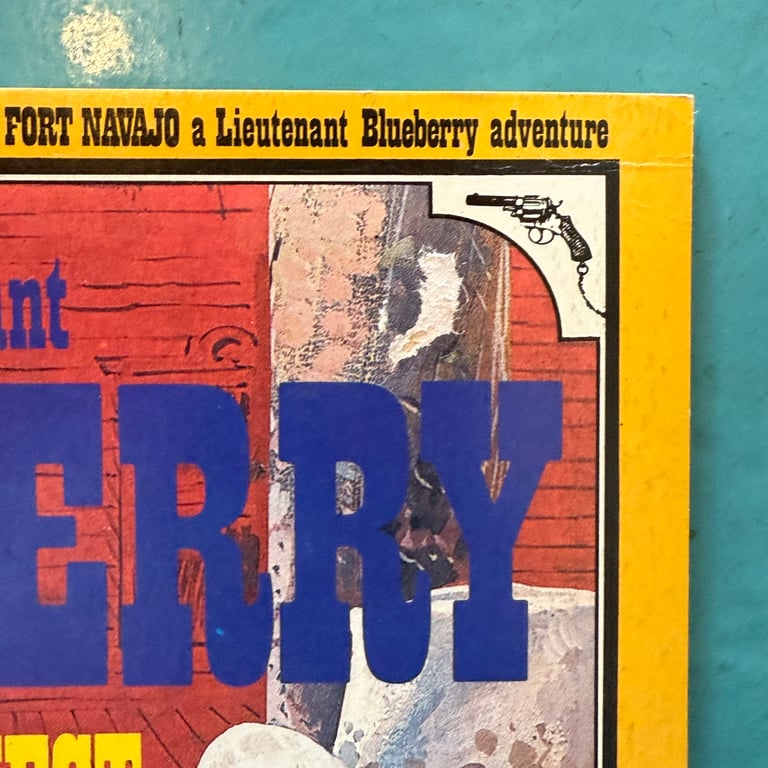 FORT NAVAJO a Lieutenant Blueberry adventure
ant
ERRY